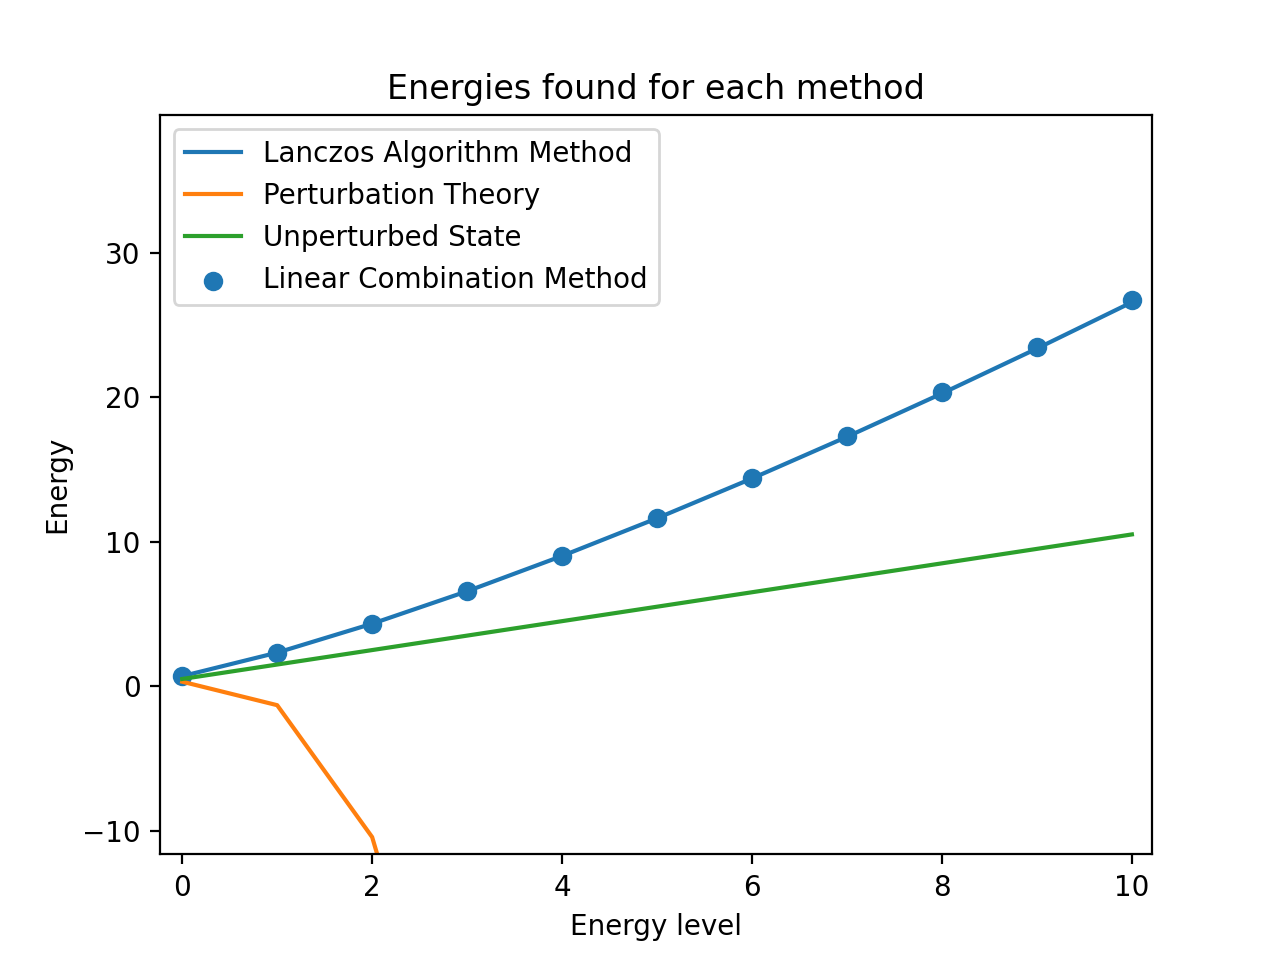 Energies found for each method
Lanczos Algorithm Method
Perturbation Theory
Unperturbed State
Linear Combination Method
30
20
10
0
−10
Energy
0 2 4 6 8 10
Energy level